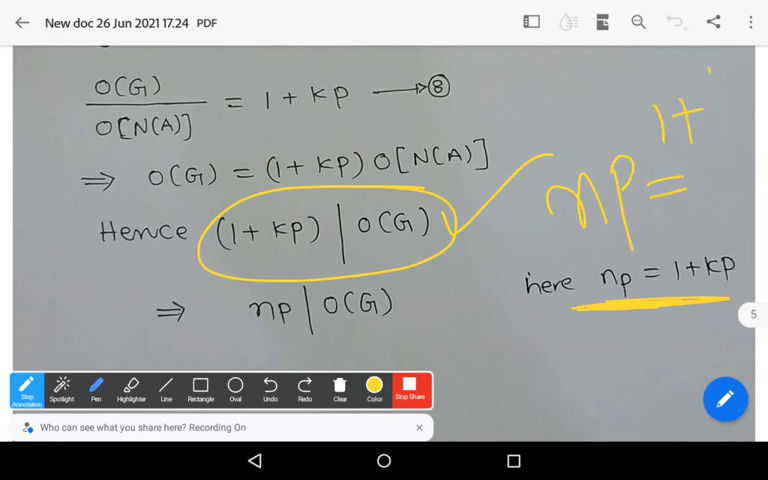 New doc 26 Jun 2021 17.24 PDF
O(G) / O[N(A)] = 1 + kp → ⑧
⇒ O(G) = (1 + kp) O[N(A)]
Hence (1 + kp) | O(G)
⇒ np | O(G)
1+
np =
here np = 1 + kp
5
Stop Annotation Spotlight Pen Highlighter Line Rectangle Oval Undo Redo Clear Color Stop Share
Who can see what you share here? Recording On